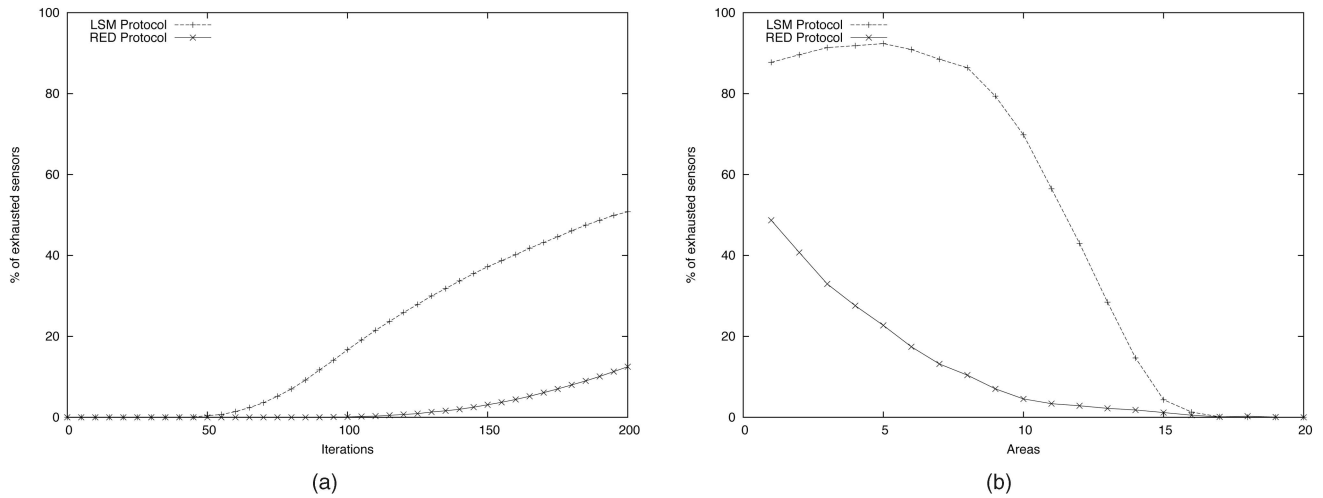 LSM Protocol
RED Protocol
100
80
60
40
20
0
% of exhausted sensors
0 50 100 150 200
Iterations
(a)
LSM Protocol
RED Protocol
100
80
60
40
20
0
% of exhausted sensors
0 5 10 15 20
Areas
(b)